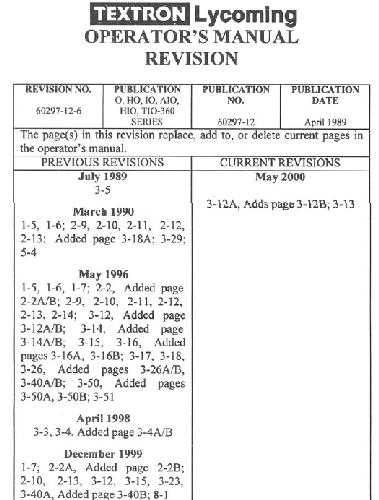 TEXTRON Lycoming
OPERATOR'S MANUAL
REVISION
REVISION NO.
60297-12-6
PUBLICATION
O, HO, IO, AIO,
HIO, TIO-360
SERIES
PUBLICATION
NO.
60297-12
PUBLICATION
DATE
April 1989
The page(s) in this revision replace, add to, or delete current pages in
the operator's manual.
PREVIOUS REVISIONS
July 1989
3-5
March 1990
1-5, 1-6; 2-9, 2-10, 2-11, 2-12,
2-13; Added page 3-18A; 3-29;
5-4
May 1996
1-5, 1-6, 1-7; 2-2, Added page
2-2A/B; 2-9, 2-10, 2-11, 2-12,
2-13, 2-14; 3-12, Added page
3-12A/B; 3-14, Added page
3-14A/B; 3-15, 3-16, Added
pages 3-16A, 3-16B; 3-17, 3-18,
3-26, Added pages 3-26A/B,
3-40A/B; 3-50, Added pages
3-50A, 3-50B; 3-51
April 1998
3-3, 3-4. Added page 3-4A/B
December 1999
1-7; 2-2A, Added page 2-2B;
2-10, 2-13, 3-12, 3-15, 3-23,
3-40A, Added page 3-40B; 8-1
CURRENT REVISIONS
May 2000
3-12A, Adds page 3-12B; 3-13